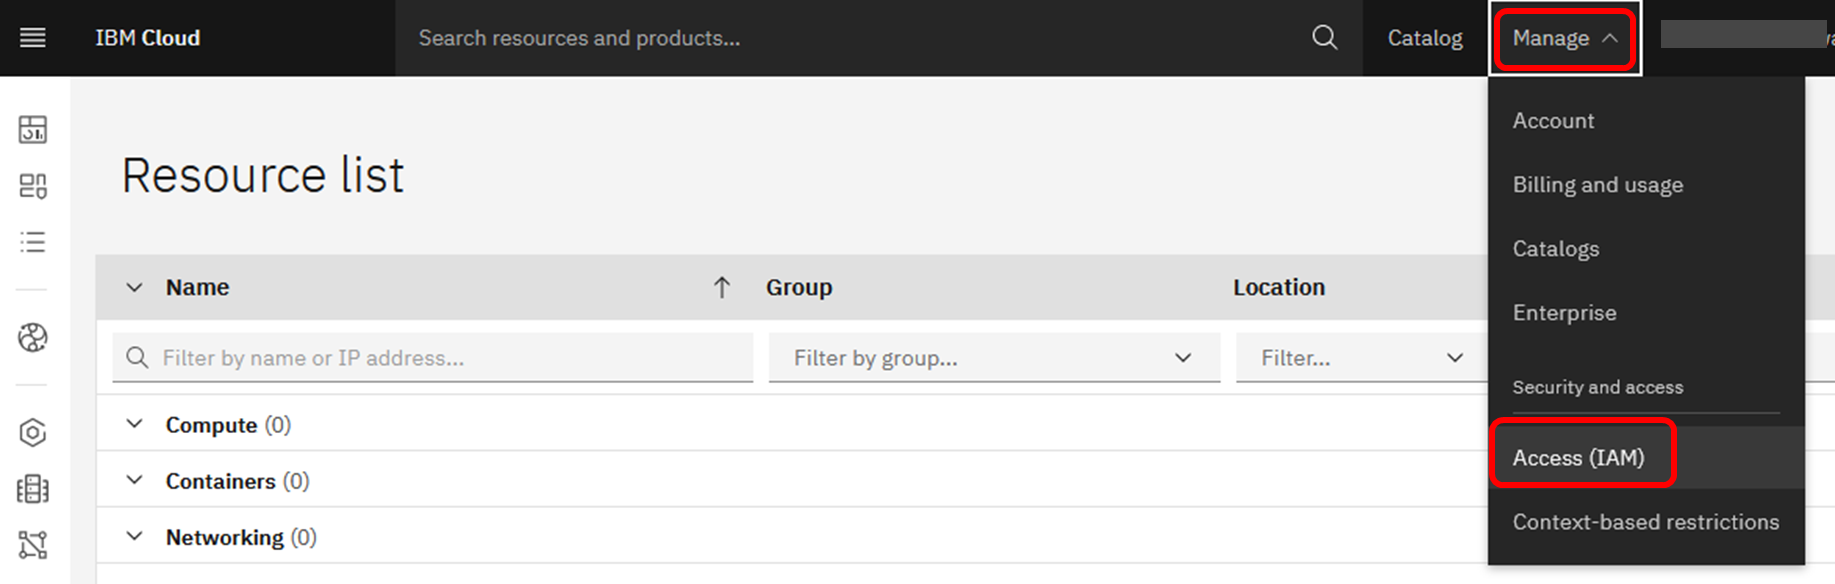 IBM Cloud
Search resources and products...
Catalog
Manage
Account
Billing and usage
Catalogs
Enterprise
Security and access
Access (IAM)
Context-based restrictions
Resource list
Name
Group
Location
Filter by name or IP address...
Filter by group...
Filter...
Compute (0)
Containers (0)
Networking (0)